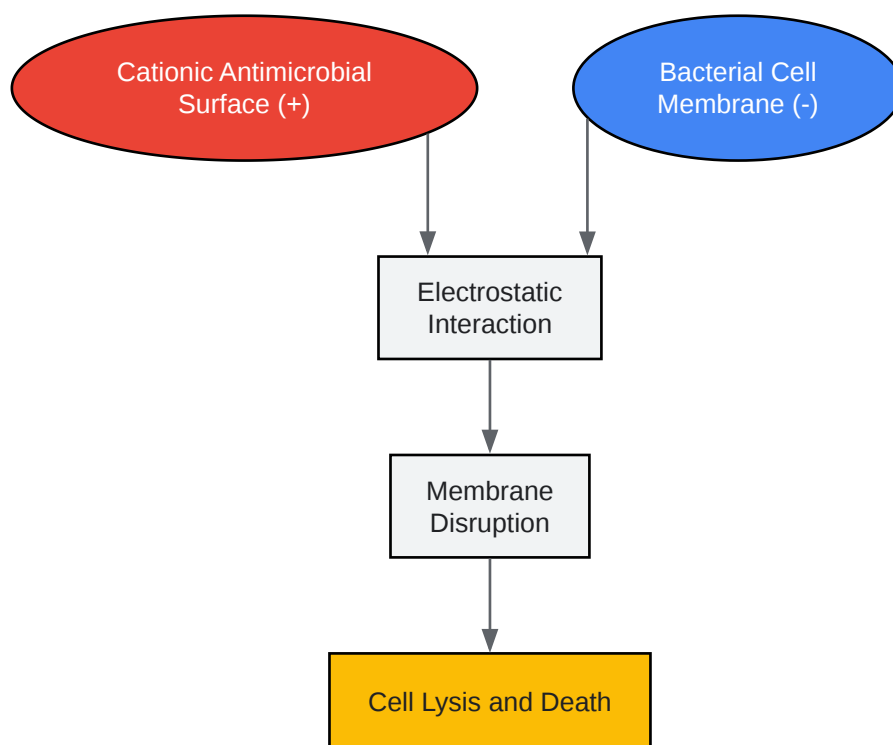 Cationic Antimicrobial
Surface (+)
Bacterial Cell
Membrane (-)
Electrostatic
Interaction
Membrane
Disruption
Cell Lysis and Death